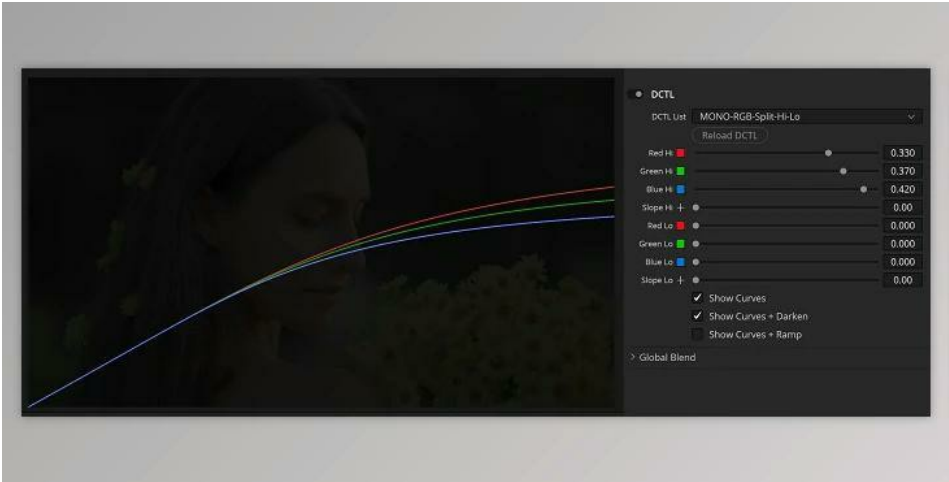 DCTL
DCTL List MONO-RGB-Split-Hi-Lo
Reload DCTL
Red Hi 0.330
Green Hi 0.370
Blue Hi 0.420
Slope Hi 0.00
Red Lo 0.000
Green Lo 0.000
Blue Lo 0.000
Slope Lo 0.00
Show Curves
Show Curves + Darken
Show Curves + Ramp
Global Blend